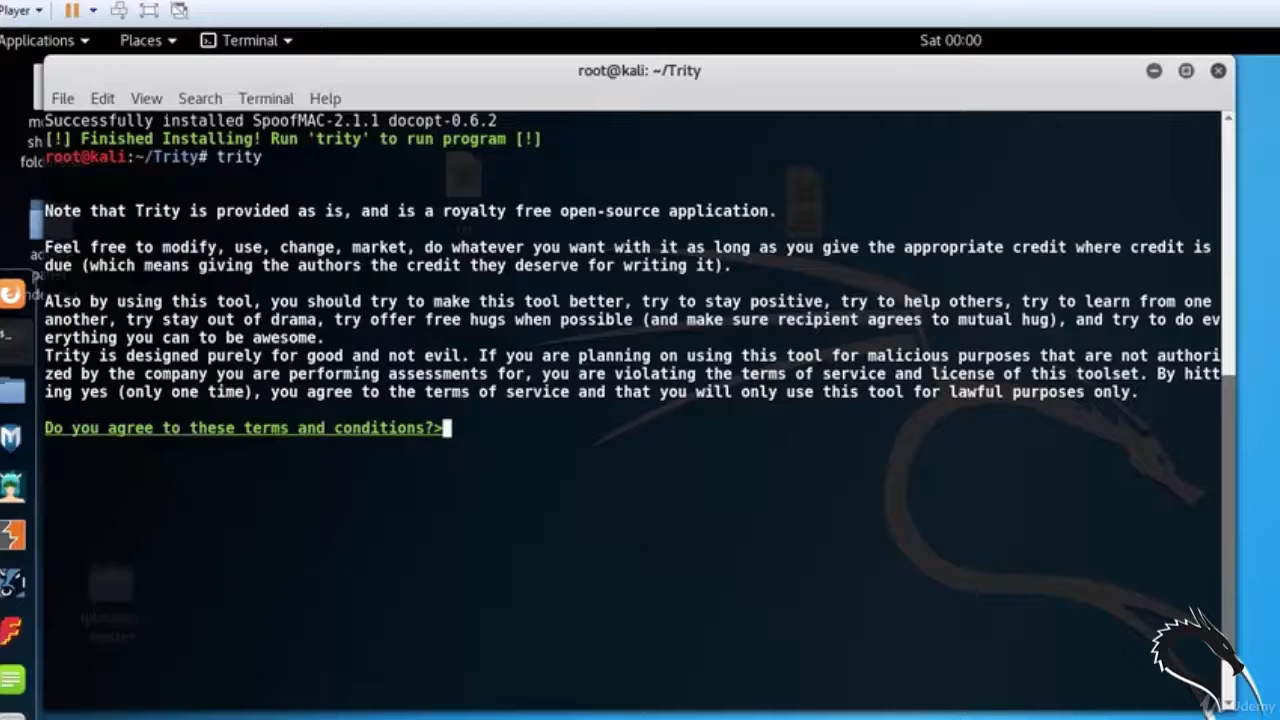 Player
Applications Places Terminal Sat 00:00
root@kali: ~/Trity
File Edit View Search Terminal Help
Successfully installed SpoofMAC-2.1.1 docopt-0.6.2
[!] Finished Installing! Run 'trity' to run program [!]
root@kali:~/Trity# trity
Note that Trity is provided as is, and is a royalty free open-source application.
Feel free to modify, use, change, market, do whatever you want with it as long as you give the appropriate credit where credit is
due (which means giving the authors the credit they deserve for writing it).
Also by using this tool, you should try to make this tool better, try to stay positive, try to help others, try to learn from one
another, try stay out of drama, try offer free hugs when possible (and make sure recipient agrees to mutual hug), and try to do ev
erything you can to be awesome.
Trity is designed purely for good and not evil. If you are planning on using this tool for malicious purposes that are not authori
zed by the company you are performing assessments for, you are violating the terms of service and license of this toolset. By hitt
ing yes (only one time), you agree to the terms of service and that you will only use this tool for lawful purposes only.
Do you agree to these terms and conditions?>
Udemy